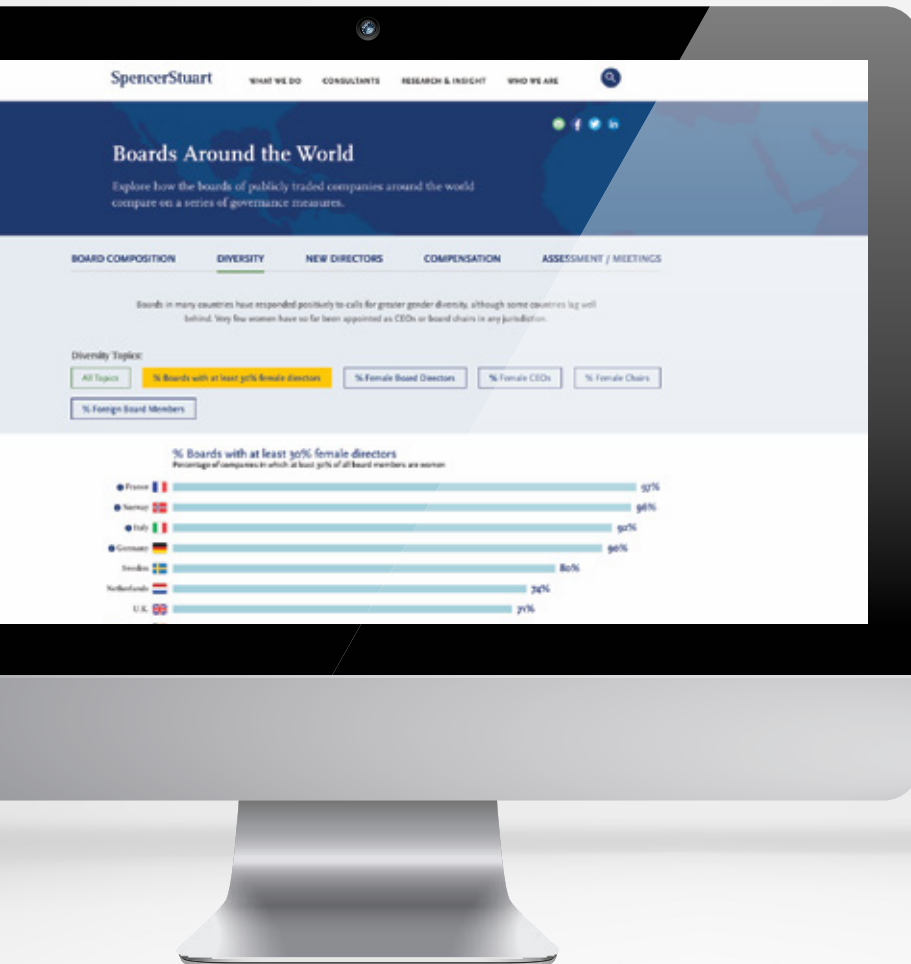 SpencerStuart
WHAT WE DO CONSULTANTS RESEARCH & INSIGHT WHO WE ARE
Boards Around the World
Explore how the boards of publicly traded companies around the world
compare on a series of governance measures.
BOARD COMPOSITION DIVERSITY NEW DIRECTORS COMPENSATION ASSESSMENT / MEETINGS
Boards in many countries have responded positively to calls for greater gender diversity, although some countries lag well
behind. Very few women have so far been appointed as CEOs or board chairs in any jurisdiction.
Diversity Topics:
All Topics % Boards with at least 30% female directors % Female Board Directors % Female CEOs % Female Chairs
% Foreign Board Members
% Boards with at least 30% female directors
Percentage of companies in which at least 30% of all board members are women
France 97%
Norway 96%
Italy 92%
Germany 90%
Sweden 80%
Netherlands 74%
U.K. 71%